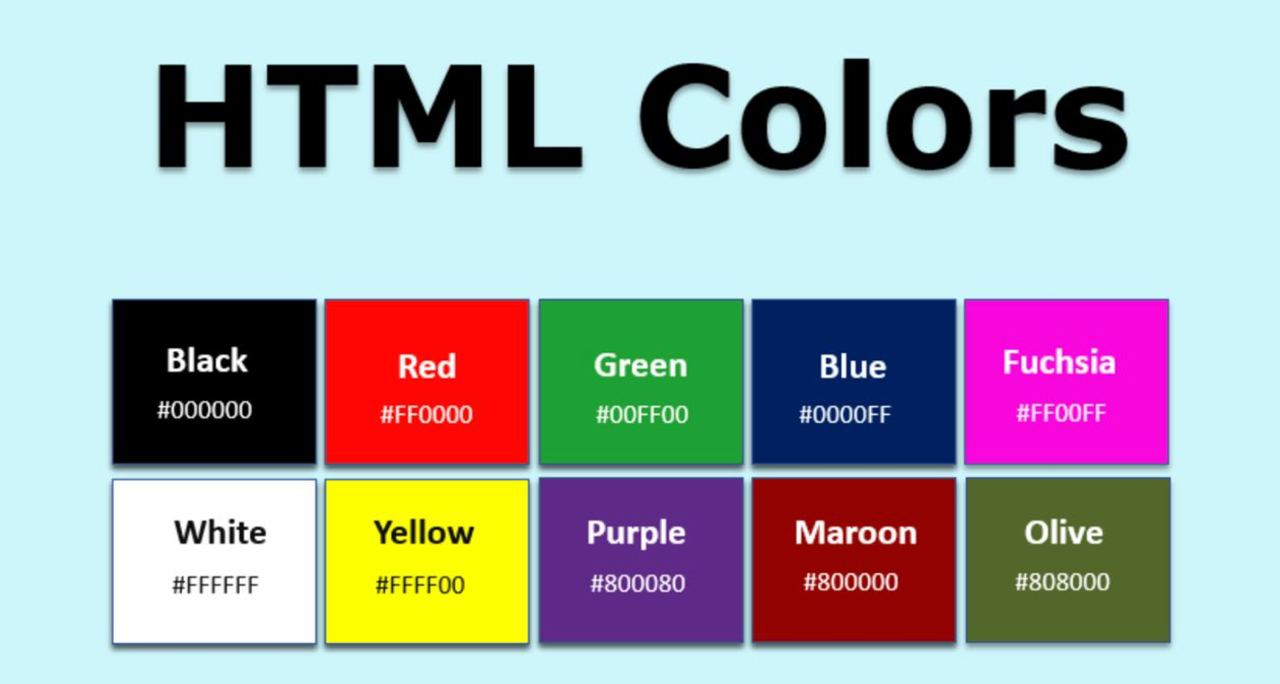 HTML Colors
Black
#000000
Red
#FF0000
Green
#00FF00
Blue
#0000FF
Fuchsia
#FF00FF
White
#FFFFFF
Yellow
#FFFF00
Purple
#800080
Maroon
#800000
Olive
#808000